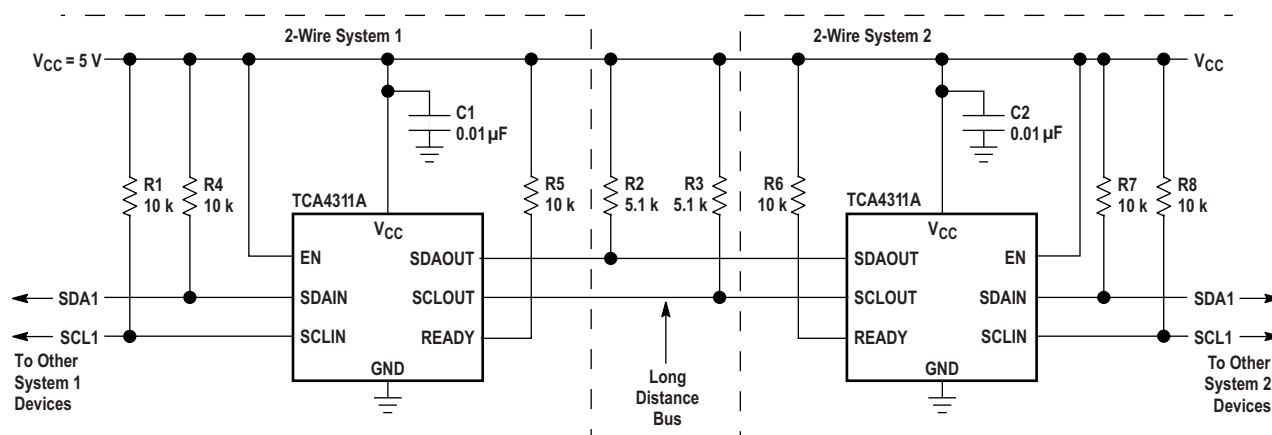 2-Wire System 1
2-Wire System 2
VCC = 5 V
VCC
C1
0.01 µF
C2
0.01 µF
R1
10 k
R4
10 k
R5
10 k
R2
5.1 k
R3
5.1 k
R6
10 k
R7
10 k
R8
10 k
TCA4311A
VCC
EN
SDAIN
SCLIN
SDAOUT
SCLOUT
READY
GND
TCA4311A
VCC
SDAOUT
SCLOUT
READY
EN
SDAIN
SCLIN
GND
SDA1
SCL1
To Other
System 1
Devices
Long
Distance
Bus
SDA1
SCL1
To Other
System 2
Devices